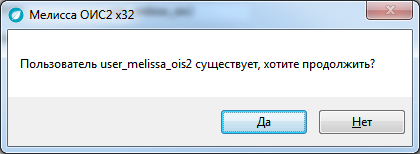 Мелисса ОИС2 x32
Пользователь user_melissa_ois2 существует, хотите продолжить?
Да
Нет